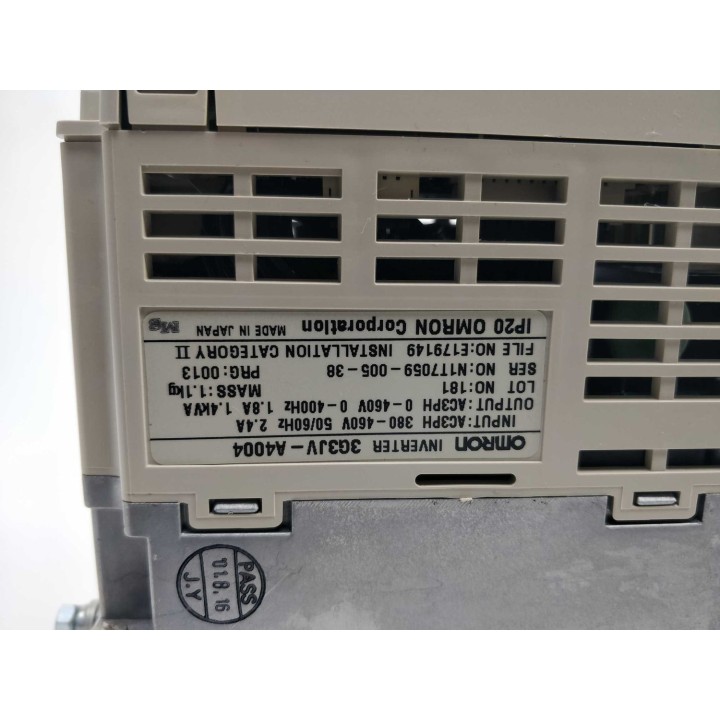 OMRON INVERTER 3G3JV-A4004
INPUT:AC3PH 380-460V 50/60Hz 2.4A
OUTPUT:AC3PH 0-460V 0-400Hz 1.8A 1.4kVA
LOT NO:181 MASS:1.1kg
SER NO:N1T7059-005-38 PRG:0013
FILE NO:E179149 INSTALLATION CATEGORY II
IP20 OMRON Corporation MADE IN JAPAN Mg
PASS
'01.8.16
J.Y